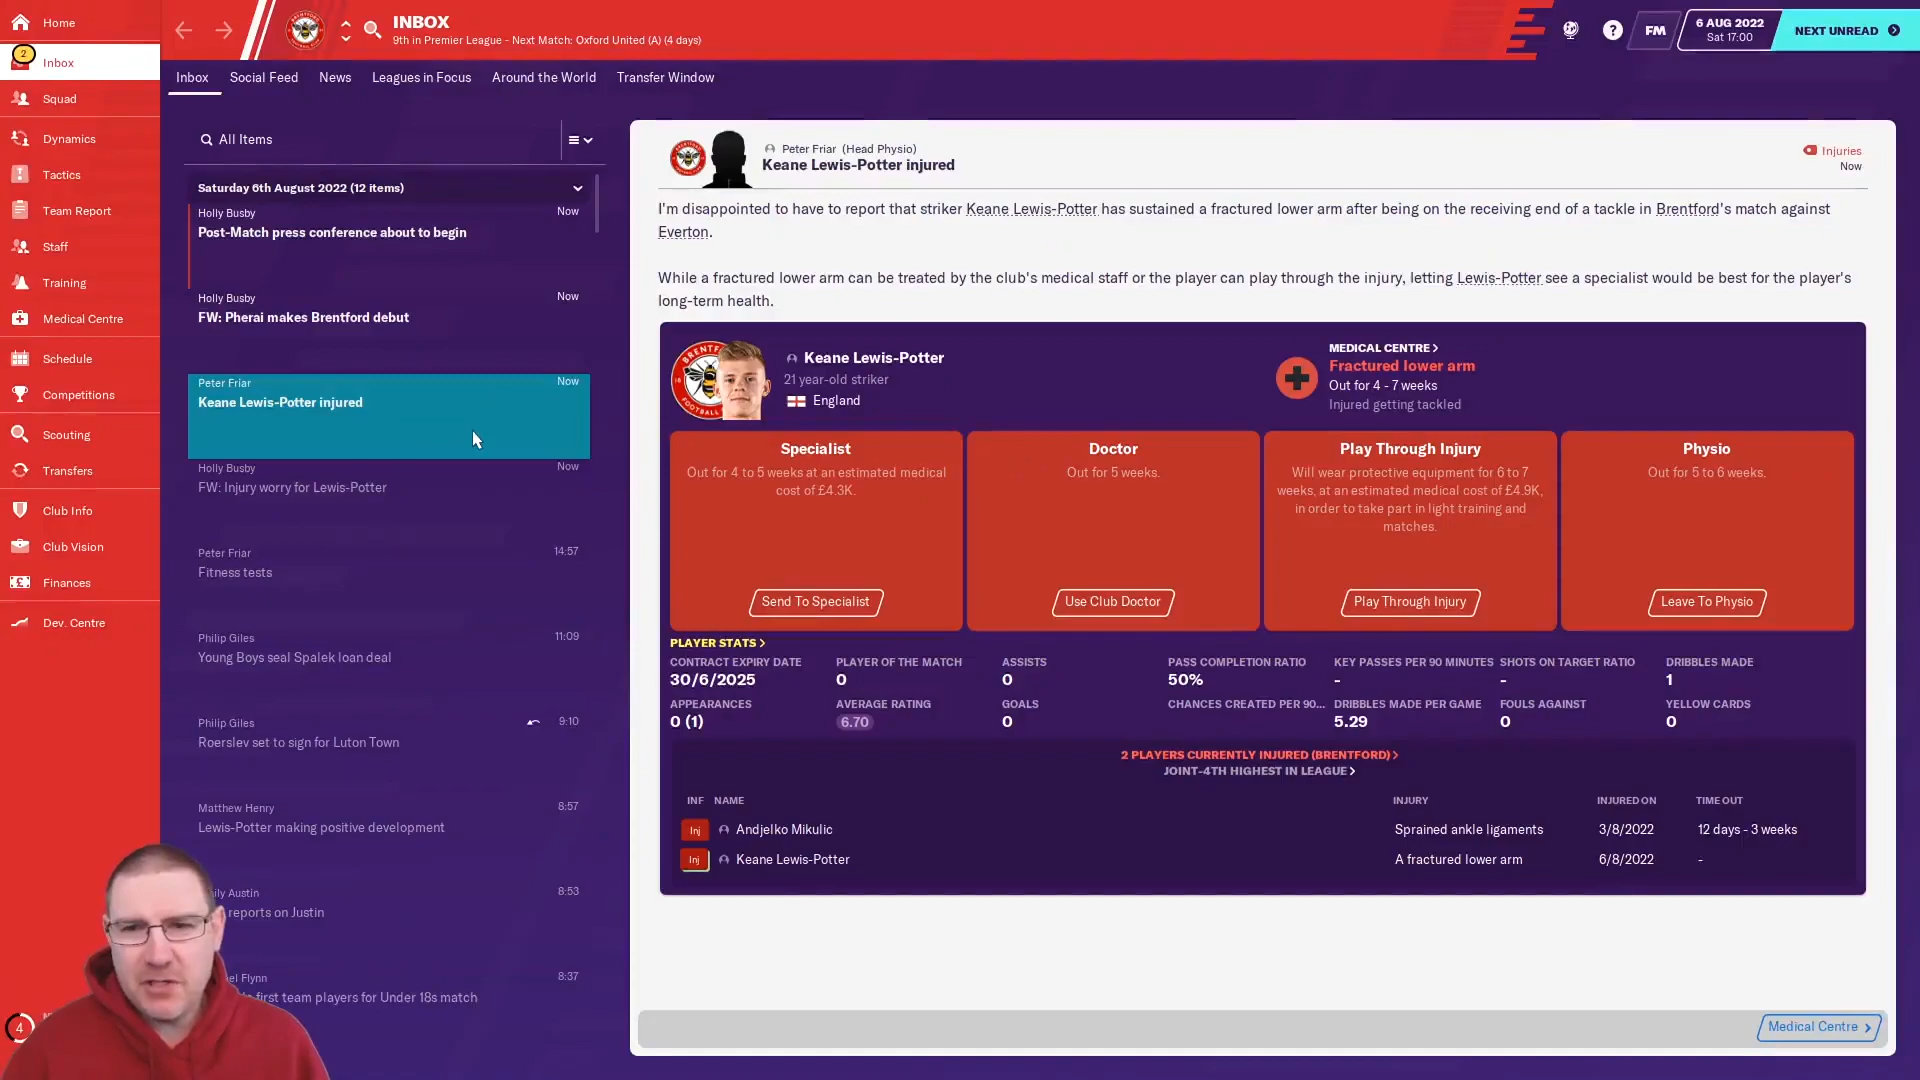 Home
2
Inbox
Squad
Dynamics
Tactics
Team Report
Staff
Training
Medical Centre
Schedule
Competitions
Scouting
Transfers
Club Info
Club Vision
Finances
Dev. Centre
4
INBOX
9th in Premier League - Next Match: Oxford United (A) (4 days)
?
FM
6 AUG 2022
Sat 17:00
NEXT UNREAD
Inbox
Social Feed
News
Leagues in Focus
Around the World
Transfer Window
All Items
Saturday 6th August 2022 (12 items)
Holly Busby Now
Post-Match press conference about to begin
Holly Busby Now
FW: Pherai makes Brentford debut
Peter Friar Now
Keane Lewis-Potter injured
Holly Busby Now
FW: Injury worry for Lewis-Potter
Peter Friar 14:57
Fitness tests
Philip Giles 11:09
Young Boys seal Spalek loan deal
Philip Giles 9:10
Roerslev set to sign for Luton Town
Matthew Henry 8:57
Lewis-Potter making positive development
Austin 8:53
reports on Justin
Flynn 8:37
first team players for Under 18s match
Peter Friar (Head Physio)
Keane Lewis-Potter injured
Injuries
Now
I'm disappointed to have to report that striker Keane Lewis-Potter has sustained a fractured lower arm after being on the receiving end of a tackle in Brentford's match against
Everton.
While a fractured lower arm can be treated by the club's medical staff or the player can play through the injury, letting Lewis-Potter see a specialist would be best for the player's
long-term health.
Keane Lewis-Potter
21 year-old striker
England
MEDICAL CENTRE >
Fractured lower arm
Out for 4 - 7 weeks
Injured getting tackled
Specialist
Out for 4 to 5 weeks at an estimated medical
cost of £4.3K.
Send To Specialist
Doctor
Out for 5 weeks.
Use Club Doctor
Play Through Injury
Will wear protective equipment for 6 to 7
weeks, at an estimated medical cost of £4.9K,
in order to take part in light training and
matches.
Play Through Injury
Physio
Out for 5 to 6 weeks.
Leave To Physio
PLAYER STATS >
CONTRACT EXPIRY DATE PLAYER OF THE MATCH ASSISTS PASS COMPLETION RATIO KEY PASSES PER 90 MINUTES SHOTS ON TARGET RATIO DRIBBLES MADE
30/6/2025 0 0 50% - - 1
APPEARANCES AVERAGE RATING GOALS CHANCES CREATED PER 90... DRIBBLES MADE PER GAME FOULS AGAINST YELLOW CARDS
0 (1) 6.70 0 5.29 0 0
2 PLAYERS CURRENTLY INJURED (BRENTFORD) >
JOINT-4TH HIGHEST IN LEAGUE >
INF NAME INJURY INJURED ON TIME OUT
Inj Andjelko Mikulic Sprained ankle ligaments 3/8/2022 12 days - 3 weeks
Inj Keane Lewis-Potter A fractured lower arm 6/8/2022 -
Medical Centre >